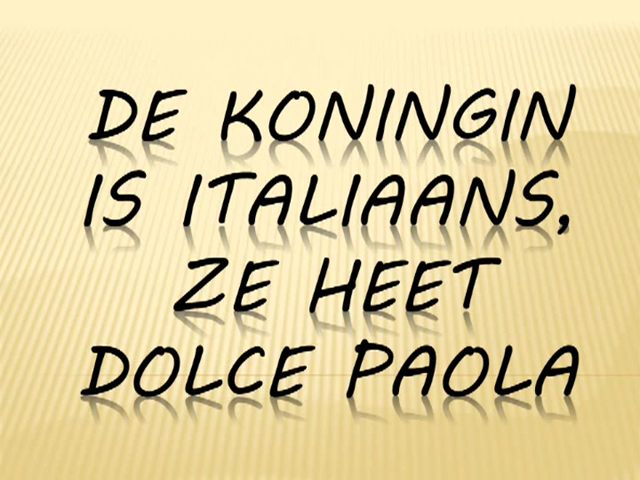 DE KONINGIN
IS ITALIAANS,
ZE HEET
DOLCE PAOLA